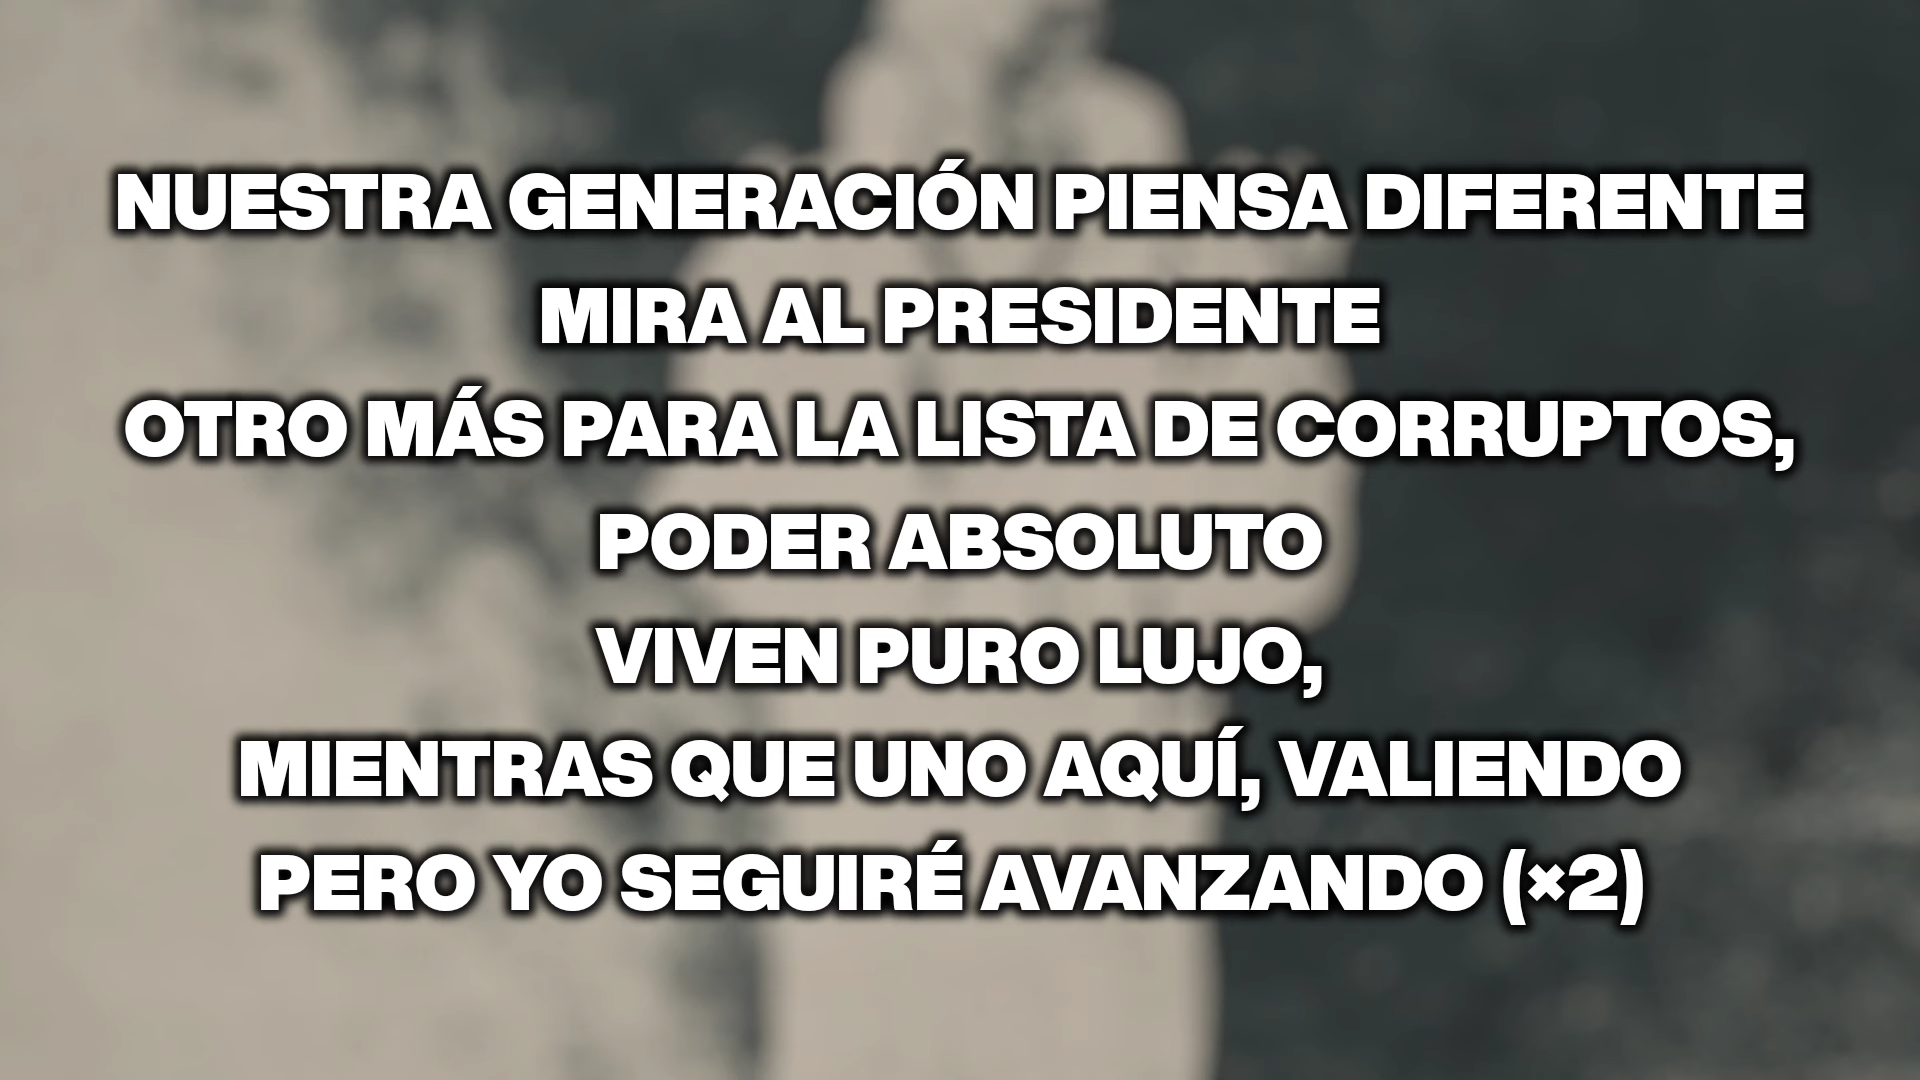 NUESTRA GENERACIÓN PIENSA DIFERENTE
MIRA AL PRESIDENTE
OTRO MÁS PARA LA LISTA DE CORRUPTOS,
PODER ABSOLUTO
VIVEN PURO LUJO,
MIENTRAS QUE UNO AQUÍ, VALIENDO
PERO YO SEGUIRÉ AVANZANDO (×2)